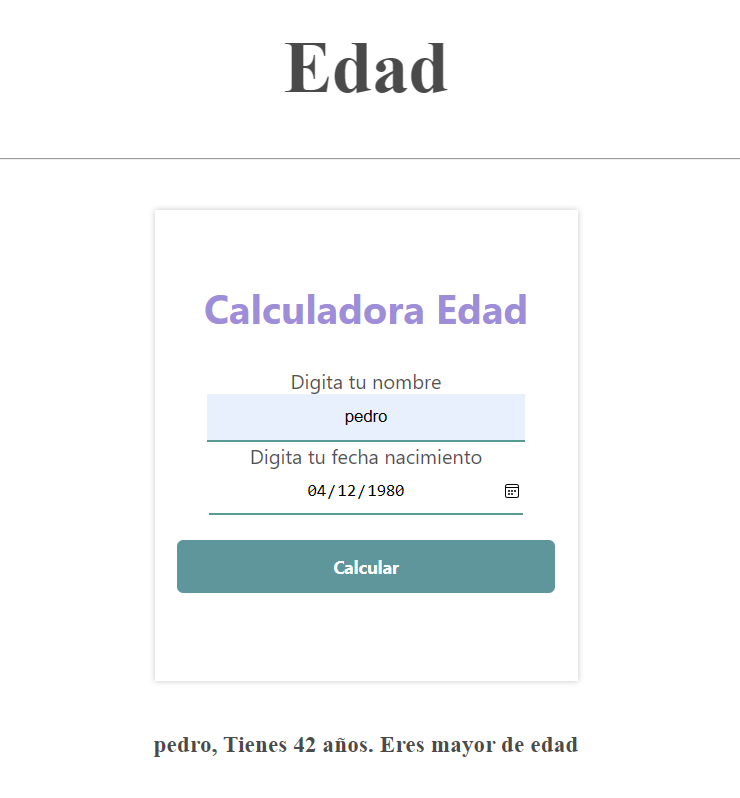 Edad
Calculadora Edad
Digita tu nombre
pedro
Digita tu fecha nacimiento
04/12/1980
Calcular
pedro, Tienes 42 años. Eres mayor de edad